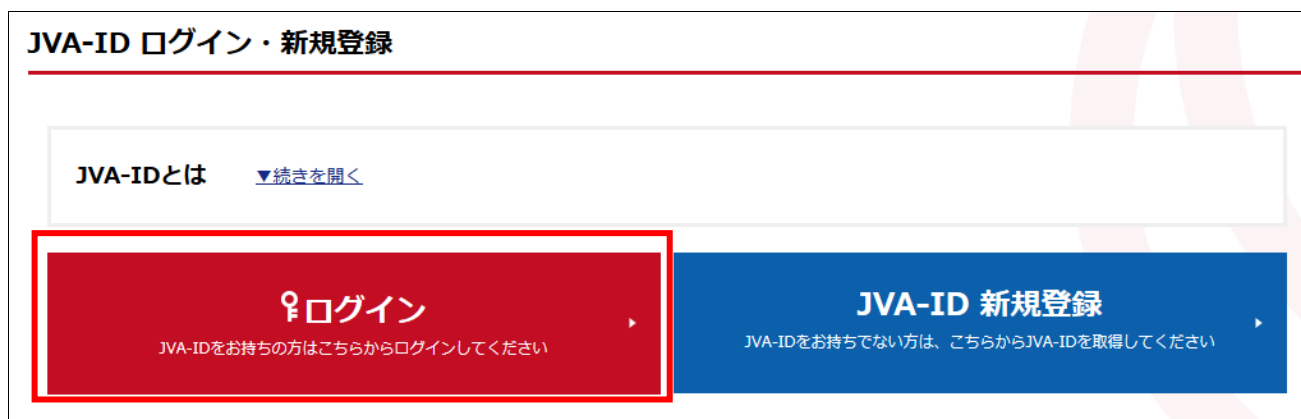 JVA-ID ログイン・新規登録
JVA-IDとは ▼続きを開く
ログイン
JVA-IDをお持ちの方はこちらからログインしてください
JVA-ID 新規登録
JVA-IDをお持ちでない方は、こちらからJVA-IDを取得してください